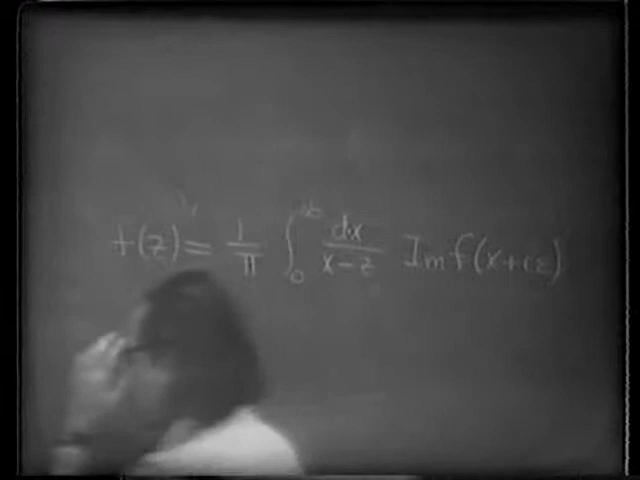 f(z) = 1/π ∫₀^∞ dx/(x-z) Im f(x+iε)